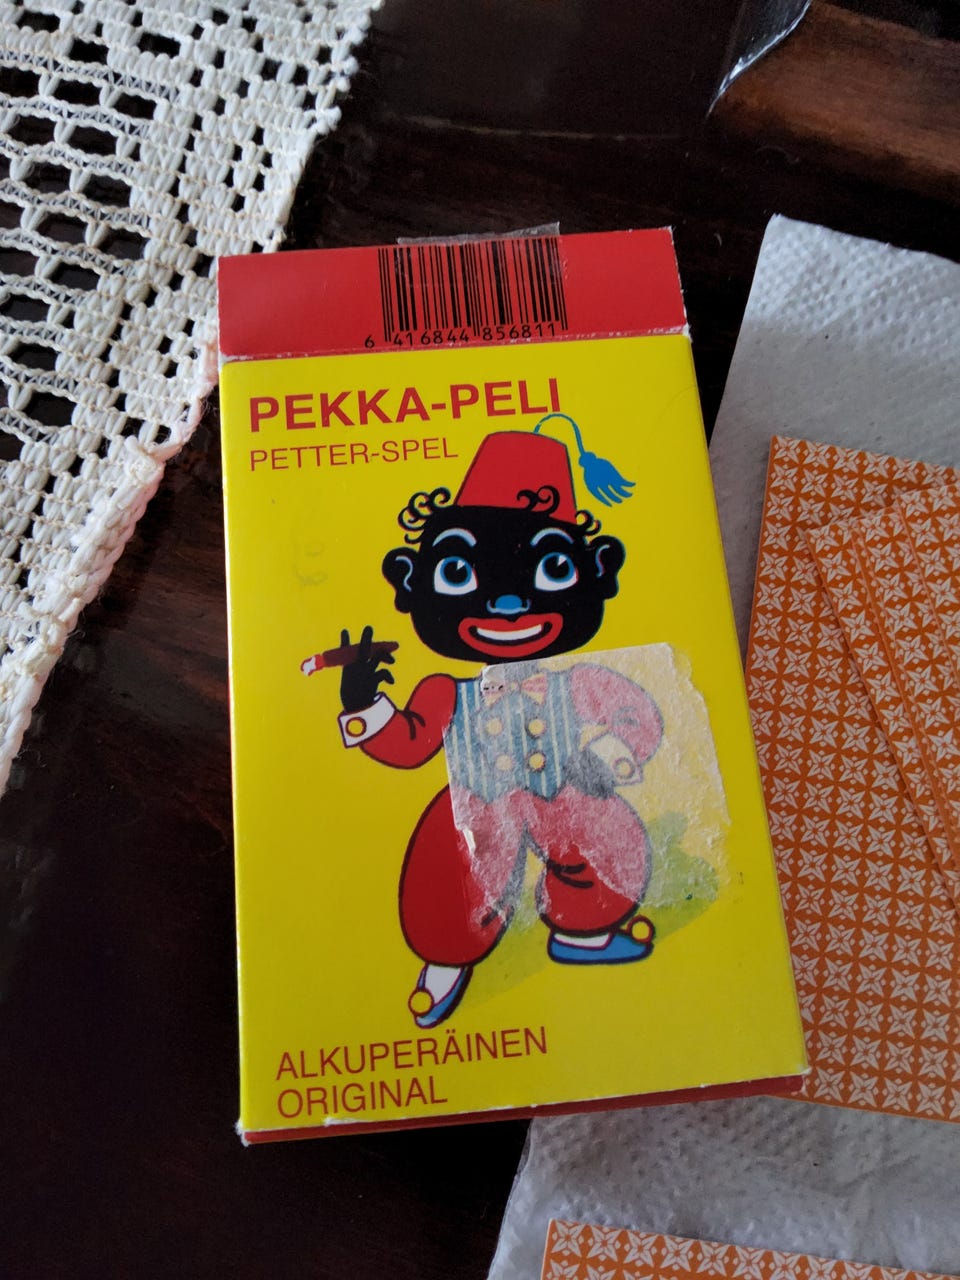 6 416844 856811
PEKKA-PELI
PETTER-SPEL
ALKUPERÄINEN
ORIGINAL